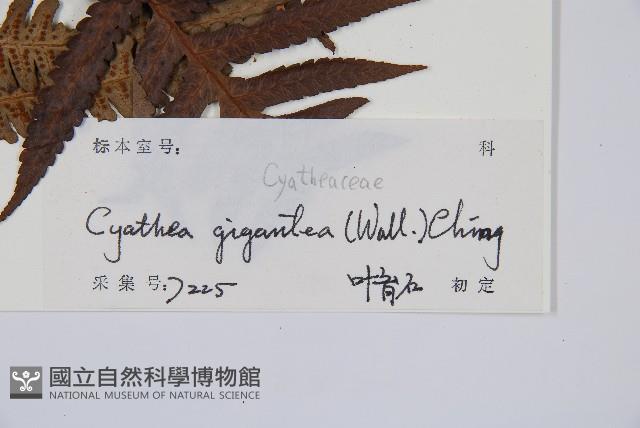 标本室号: 科
Cyatheaceae
Cyathea gigantea (Wall.) Ching
采集号: 7225 叶育石 初定
國立自然科學博物館
NATIONAL MUSEUM OF NATURAL SCIENCE